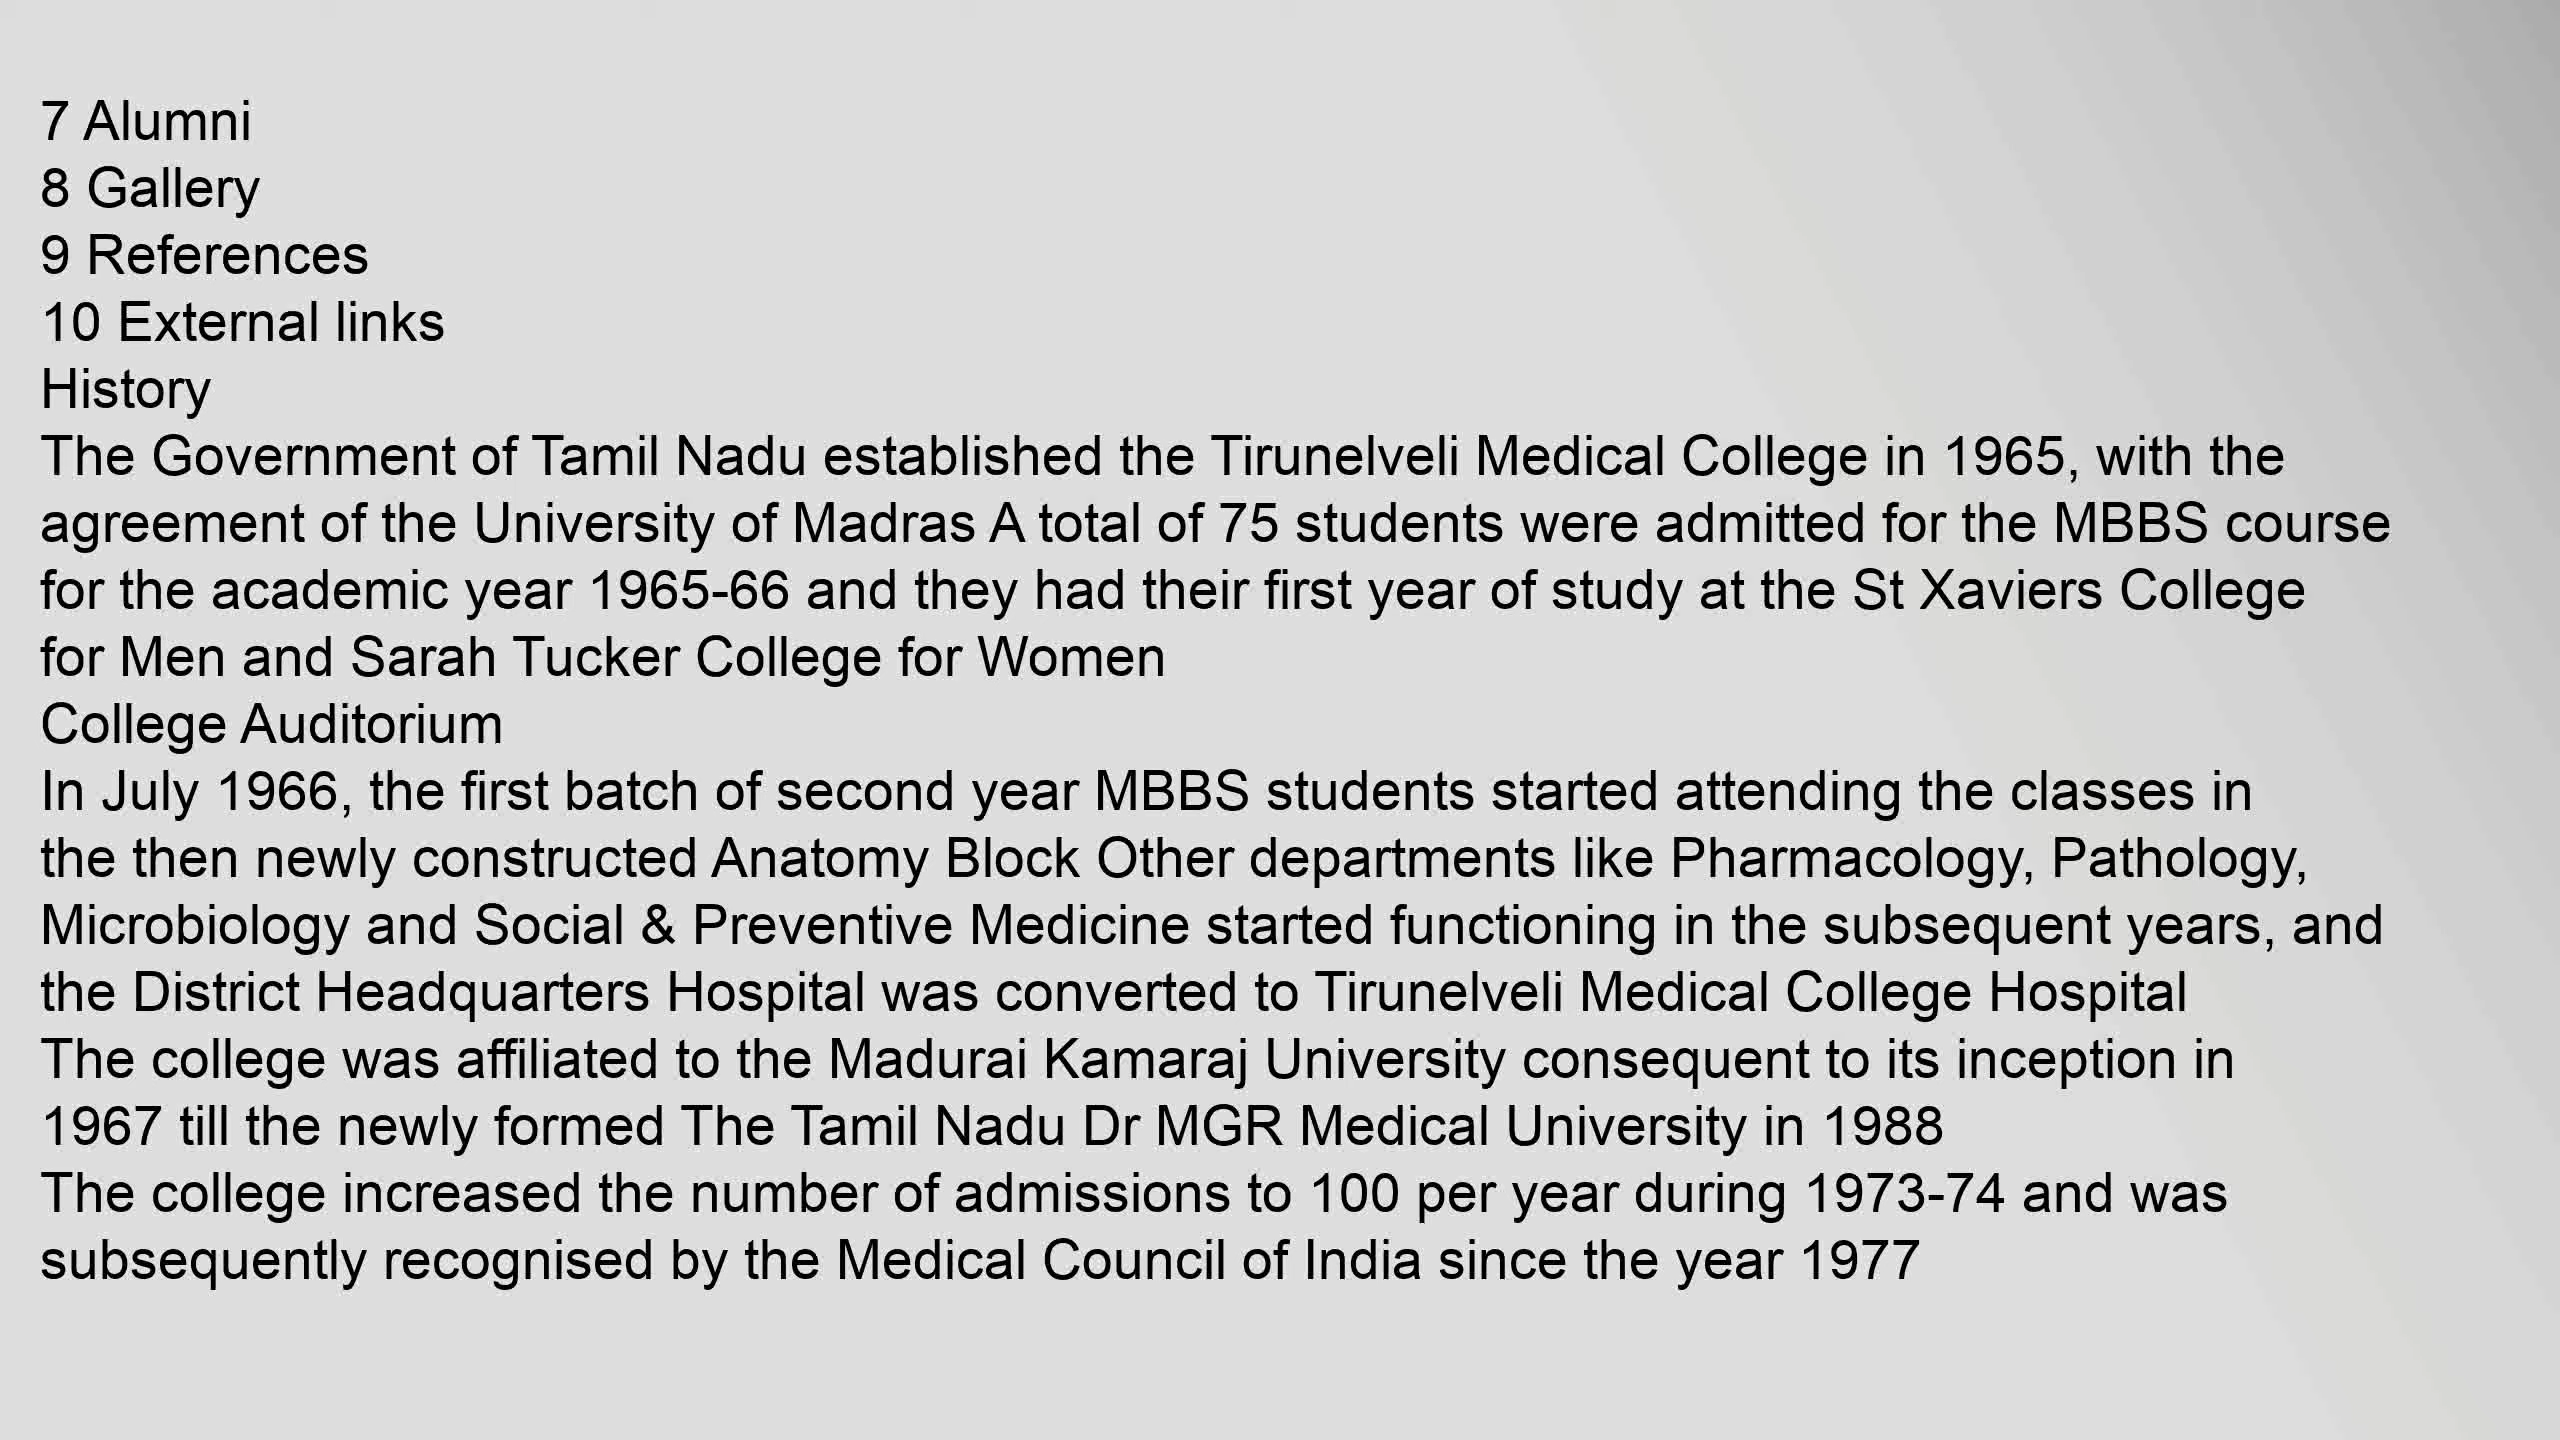 7 Alumni
8 Gallery
9 References
10 External links
History
The Government of Tamil Nadu established the Tirunelveli Medical College in 1965, with the
agreement of the University of Madras A total of 75 students were admitted for the MBBS course
for the academic year 1965-66 and they had their first year of study at the St Xaviers College
for Men and Sarah Tucker College for Women
College Auditorium
In July 1966, the first batch of second year MBBS students started attending the classes in
the then newly constructed Anatomy Block Other departments like Pharmacology, Pathology,
Microbiology and Social & Preventive Medicine started functioning in the subsequent years, and
the District Headquarters Hospital was converted to Tirunelveli Medical College Hospital
The college was affiliated to the Madurai Kamaraj University consequent to its inception in
1967 till the newly formed The Tamil Nadu Dr MGR Medical University in 1988
The college increased the number of admissions to 100 per year during 1973-74 and was
subsequently recognised by the Medical Council of India since the year 1977